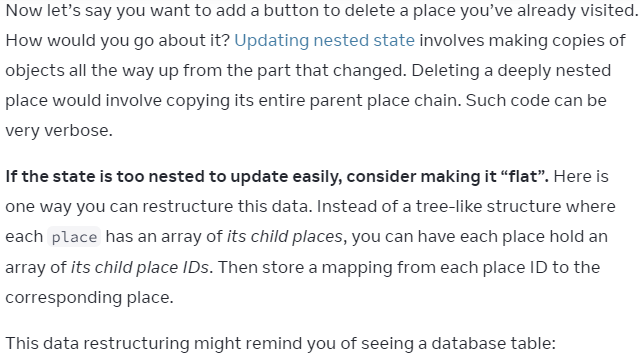 Now let’s say you want to add a button to delete a place you’ve already visited.
How would you go about it? Updating nested state involves making copies of
objects all the way up from the part that changed. Deleting a deeply nested
place would involve copying its entire parent place chain. Such code can be
very verbose.
If the state is too nested to update easily, consider making it “flat”. Here is
one way you can restructure this data. Instead of a tree-like structure where
each place has an array of its child places, you can have each place hold an
array of its child place IDs. Then store a mapping from each place ID to the
corresponding place.
This data restructuring might remind you of seeing a database table: